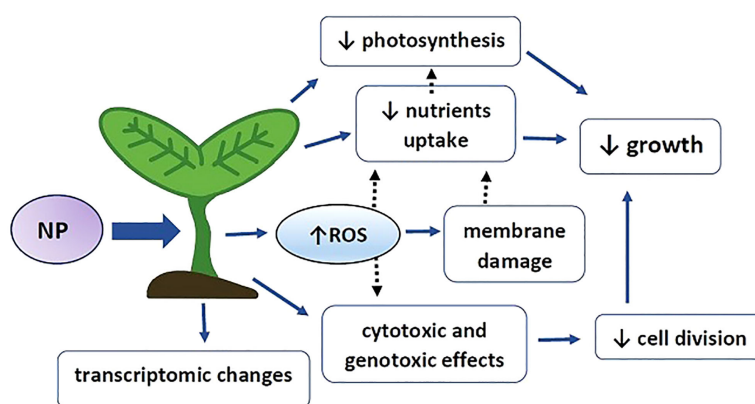 ↓ photosynthesis
↓ nutrients
uptake
↓ growth
NP
↑ROS
membrane
damage
cytotoxic and
genotoxic effects
↓ cell division
transcriptomic changes